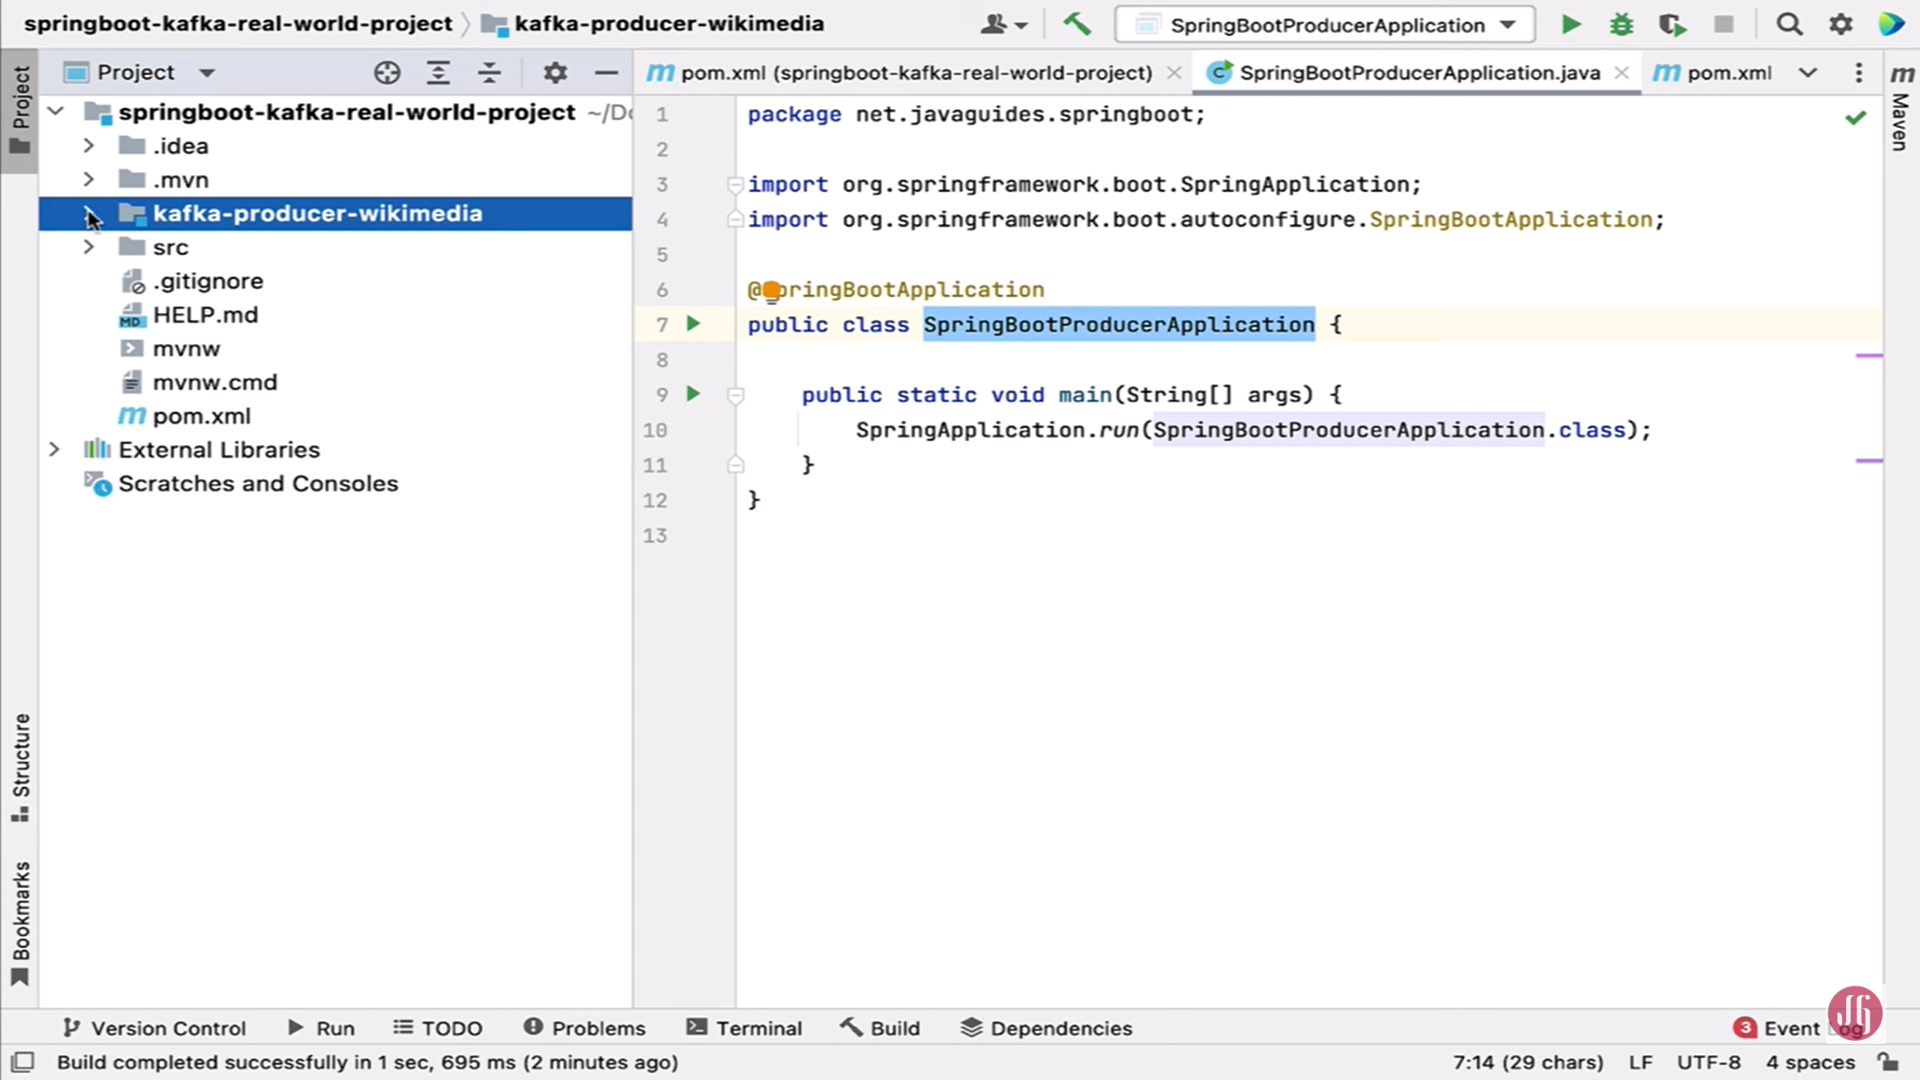 springboot-kafka-real-world-project kafka-producer-wikimedia SpringBootProducerApplication
Project
pom.xml (springboot-kafka-real-world-project) SpringBootProducerApplication.java pom.xml
Project
Structure
Bookmarks
Maven
springboot-kafka-real-world-project ~/Do
.idea
.mvn
kafka-producer-wikimedia
src
.gitignore
HELP.md
mvnw
mvnw.cmd
pom.xml
External Libraries
Scratches and Consoles
1 package net.javaguides.springboot;
2
3 import org.springframework.boot.SpringApplication;
4 import org.springframework.boot.autoconfigure.SpringBootApplication;
5
6 @SpringBootApplication
7 public class SpringBootProducerApplication {
8
9 public static void main(String[] args) {
10 SpringApplication.run(SpringBootProducerApplication.class);
11 }
12 }
13
Version Control Run TODO Problems Terminal Build Dependencies 3 Event Log
Build completed successfully in 1 sec, 695 ms (2 minutes ago) 7:14 (29 chars) LF UTF-8 4 spaces